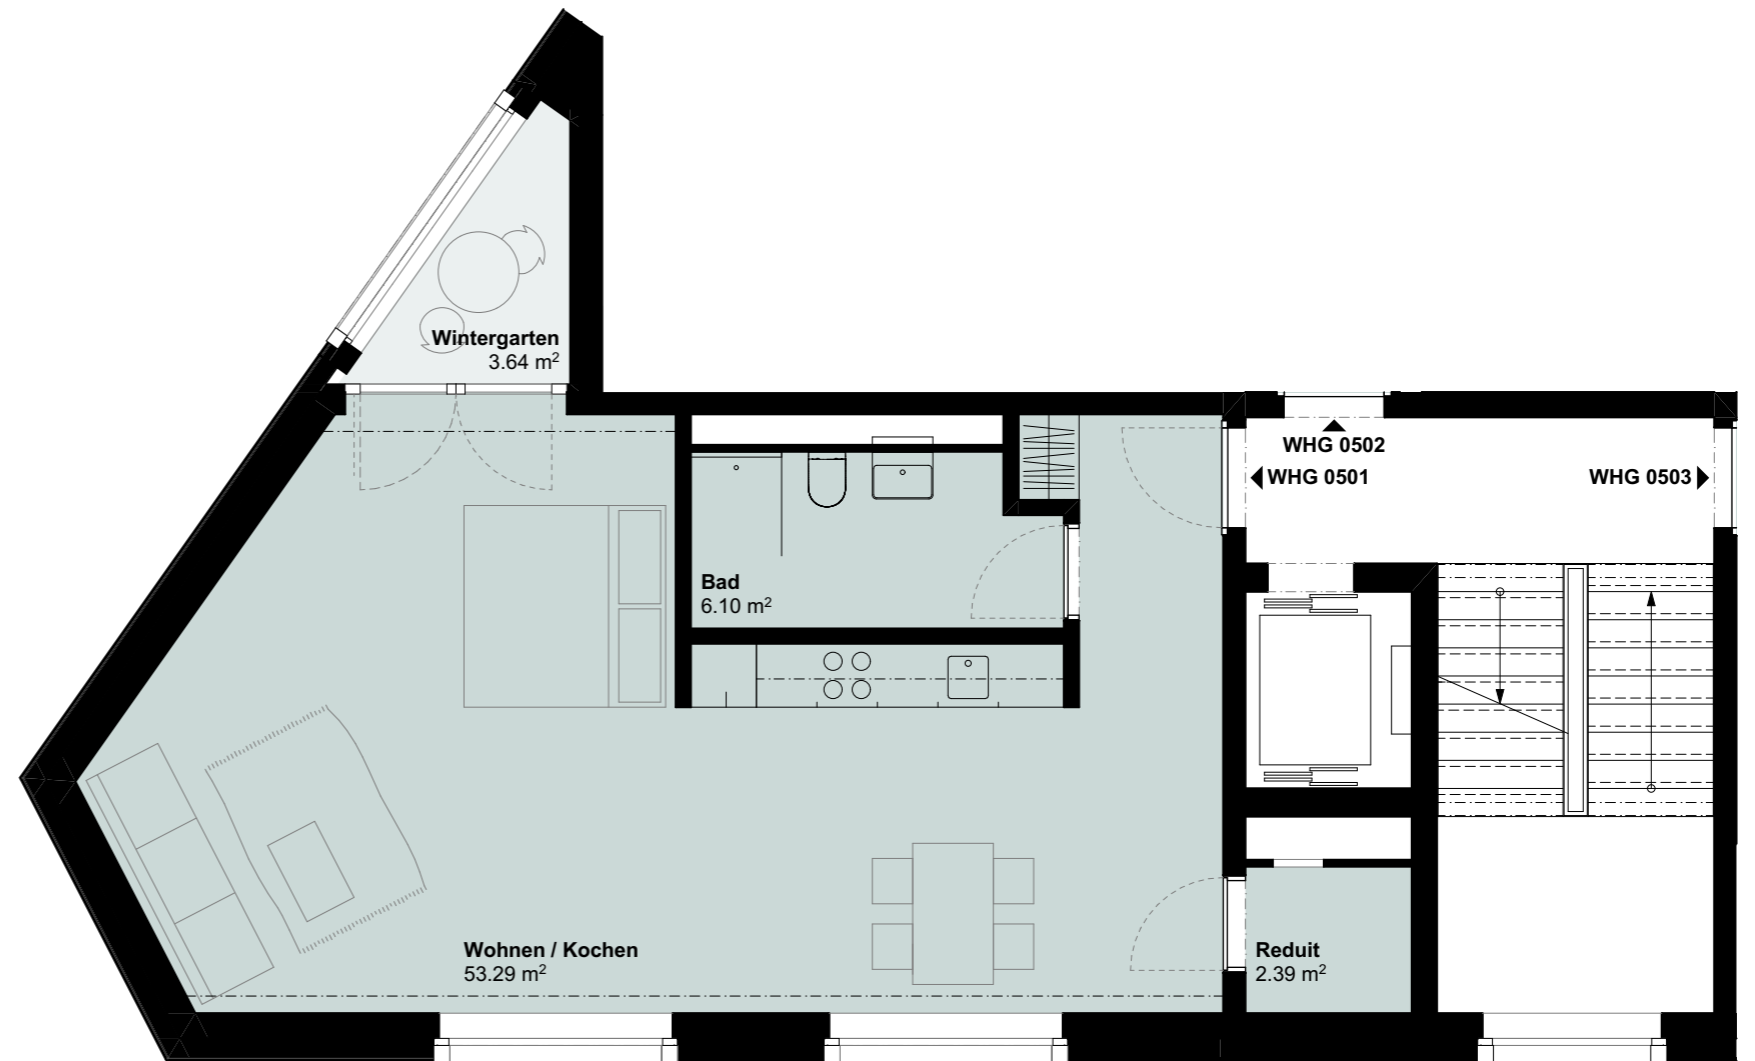 Wintergarten
3.64 m²
WHG 0502
WHG 0501
WHG 0503
Bad
6.10 m²
Wohnen / Kochen
53.29 m²
Reduit
2.39 m²